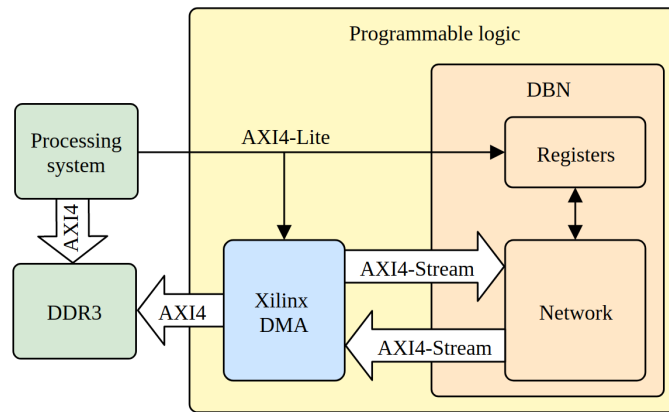 Programmable logic
DBN
Processing
system
AXI4-Lite
Registers
AXI4
DDR3
AXI4
Xilinx
DMA
AXI4-Stream
AXI4-Stream
Network